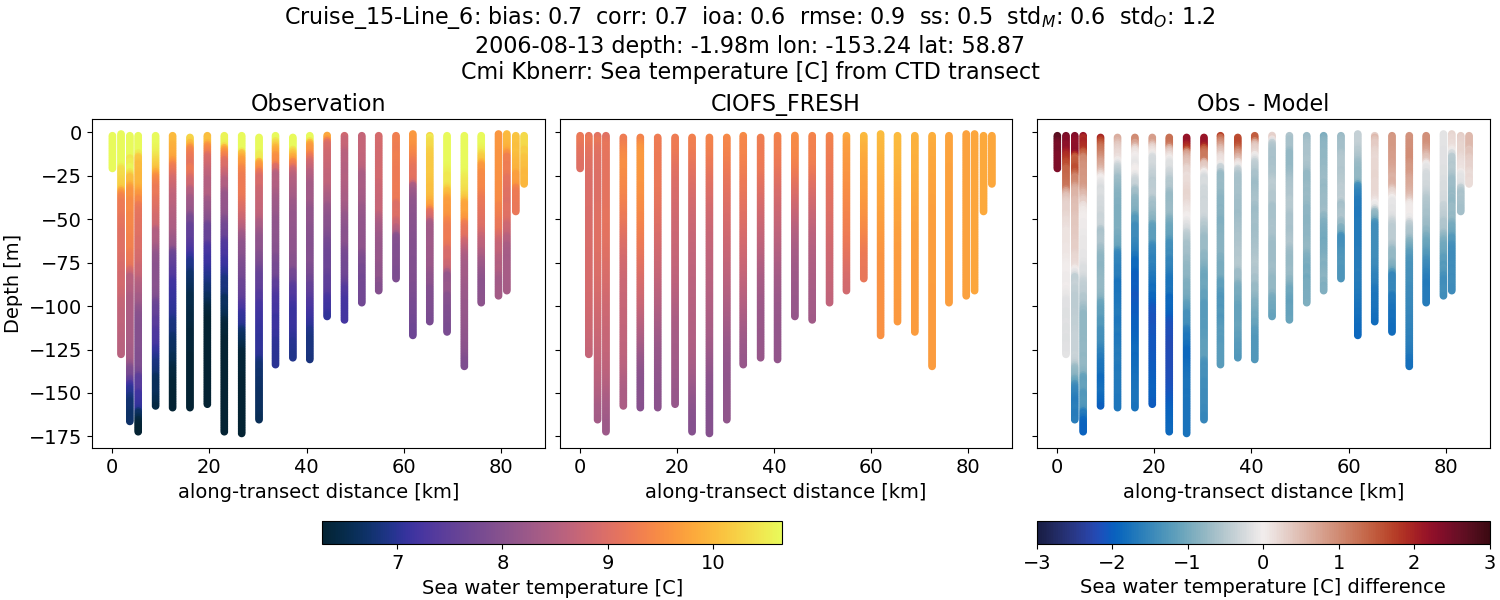 Cruise_15-Line_6: bias: 0.7 corr: 0.7 ioa: 0.6 rmse: 0.9 ss: 0.5 std_M: 0.6 std_O: 1.2
2006-08-13 depth: -1.98m lon: -153.24 lat: 58.87
Cmi Kbnerr: Sea temperature [C] from CTD transect
Observation CIOFS_FRESH Obs - Model
Depth [m]
0
−25
−50
−75
−100
−125
−150
−175
0 20 40 60 80 0 20 40 60 80 0 20 40 60 80
along-transect distance [km] along-transect distance [km] along-transect distance [km]
7 8 9 10 −3 −2 −1 0 1 2 3
Sea water temperature [C] Sea water temperature [C] difference